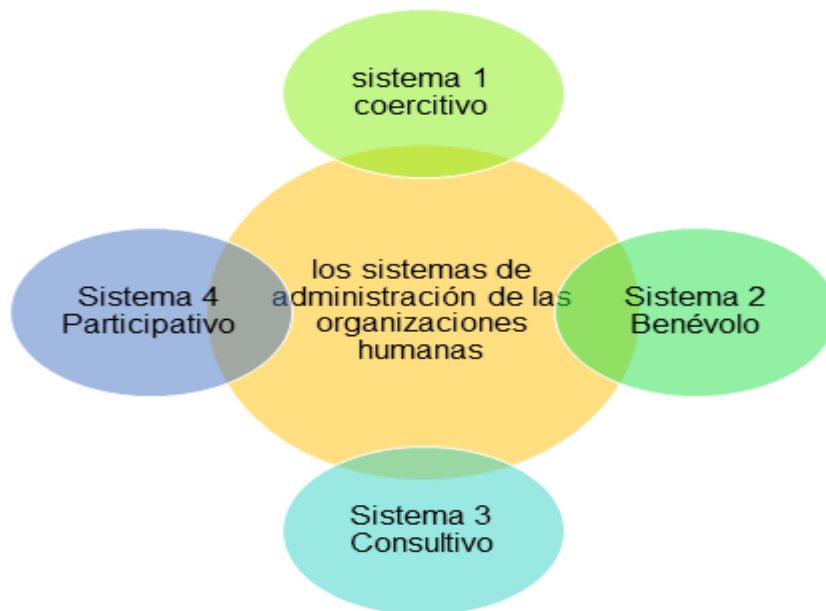 sistema 1
coercitivo
los sistemas de
administración de las
organizaciones
humanas
Sistema 2
Benévolo
Sistema 3
Consultivo
Sistema 4
Participativo